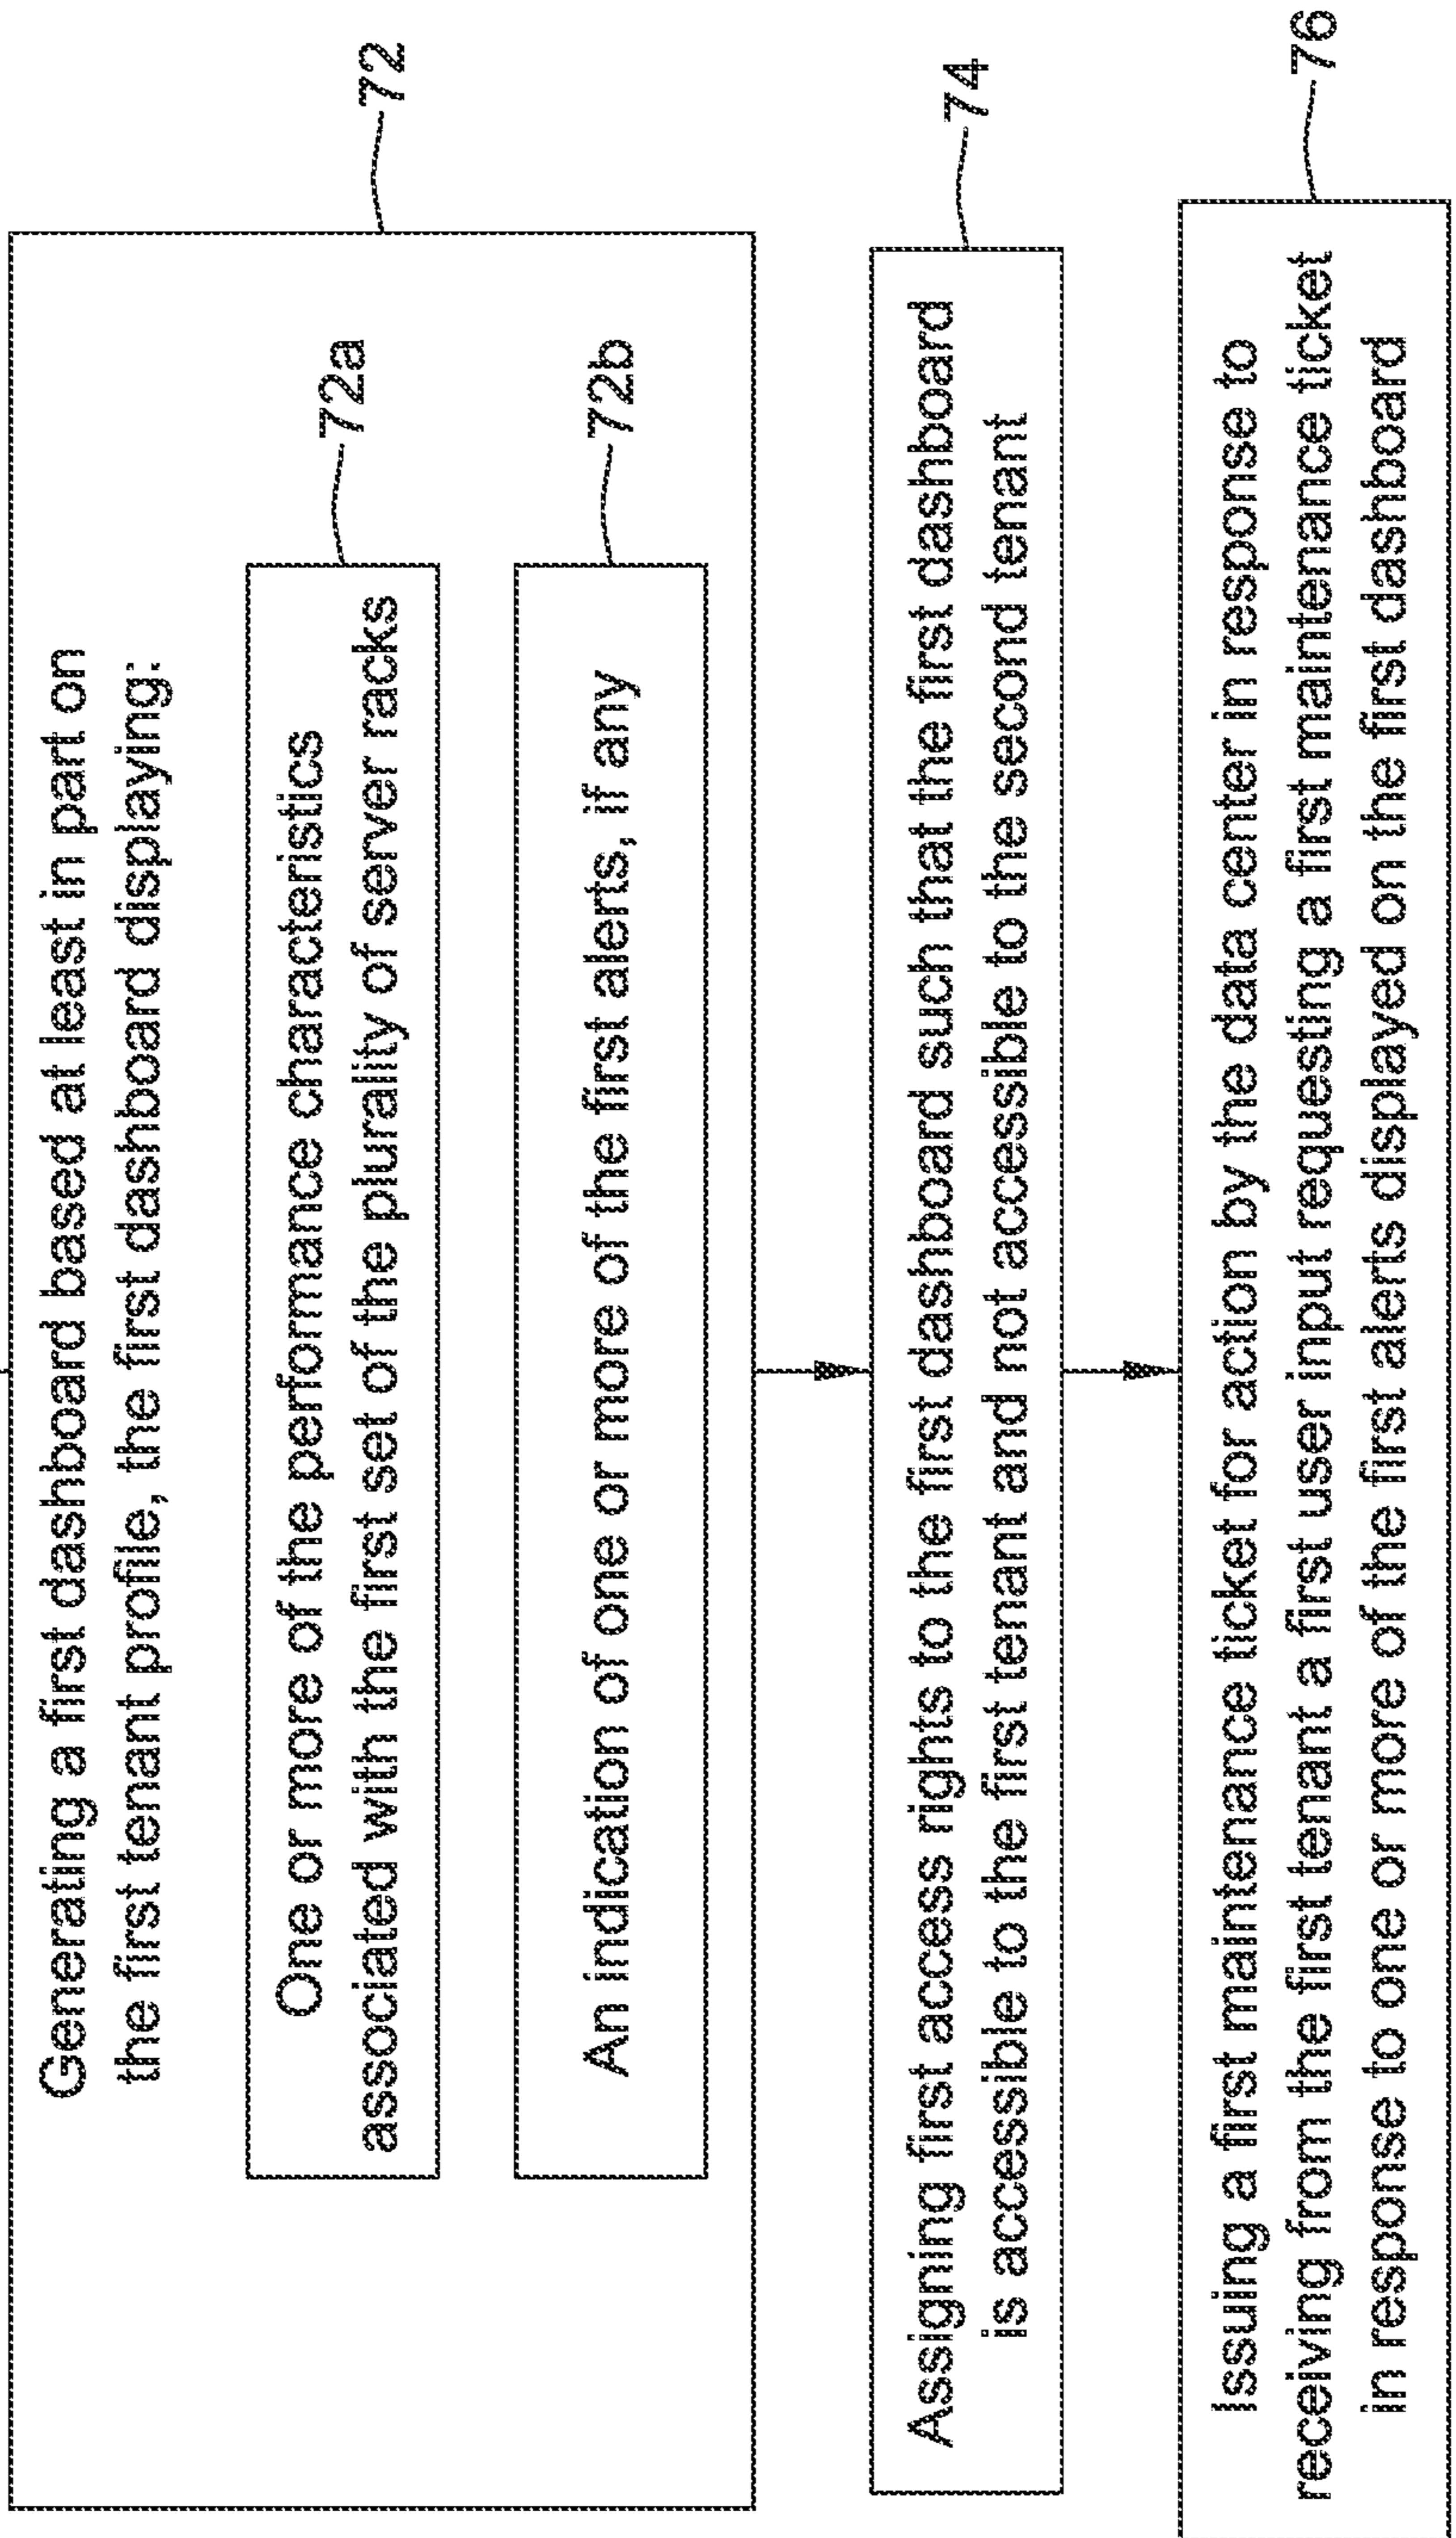 Generating a first dashboard based at least in part on
the first tenant profile, the first dashboard displaying:
72
One or more of the performance characteristics
associated with the first set of the plurality of server racks
72a
An indication of one or more of the first alerts, if any
72b
Assigning first access rights to the first dashboard such that the first dashboard
is accessible to the first tenant and not accessible to the second tenant
74
Issuing a first maintenance ticket for action by the data center in response to
receiving from the first tenant a first user input requesting a first maintenance ticket
in response to one or more of the first alerts displayed on the first dashboard
76